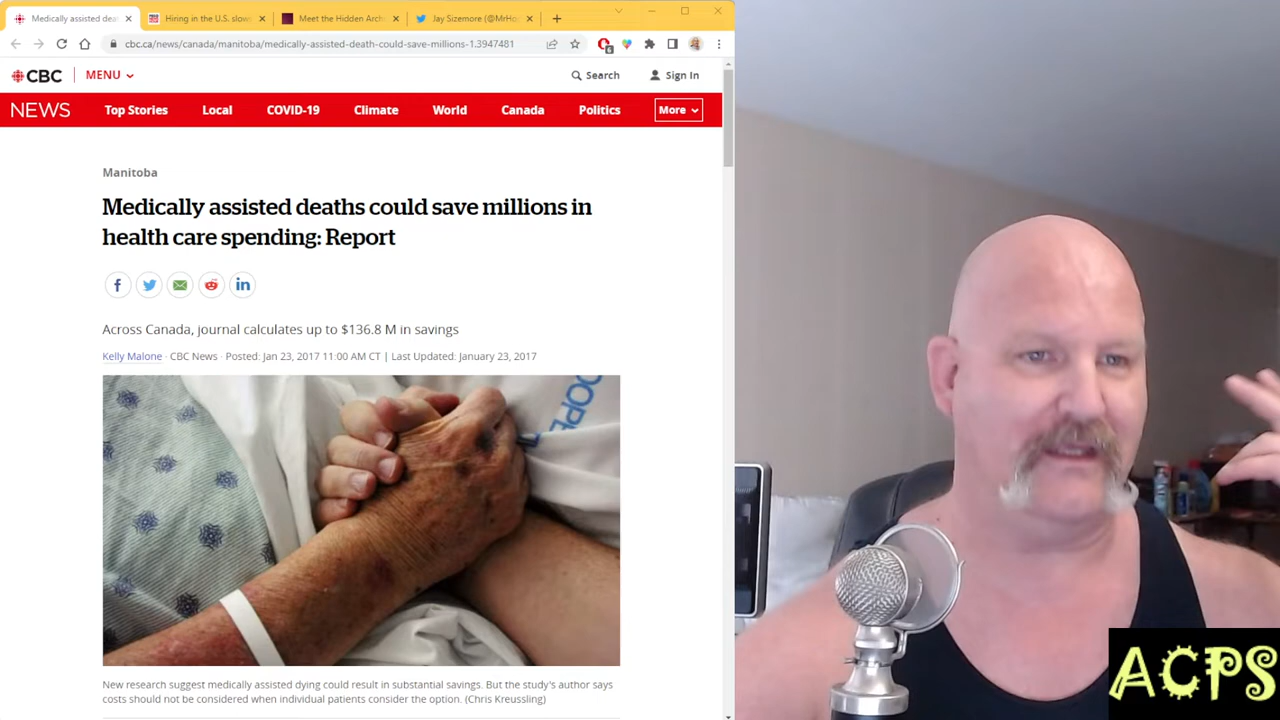 Medically assisted deat
Hiring in the U.S. slow
Meet the Hidden Arch
Jay Sizemore (@MrHo
cbc.ca/news/canada/manitoba/medically-assisted-death-could-save-millions-1.3947481
6
CBC
MENU
Search
Sign In
NEWS
Top Stories
Local
COVID-19
Climate
World
Canada
Politics
More
Manitoba
Medically assisted deaths could save millions in
health care spending: Report
Across Canada, journal calculates up to $136.8 M in savings
Kelly Malone · CBC News · Posted: Jan 23, 2017 11:00 AM CT | Last Updated: January 23, 2017
New research suggest medically assisted dying could result in substantial savings. But the study's author says
costs should not be considered when individual patients consider the option. (Chris Kreussling)
ACPS